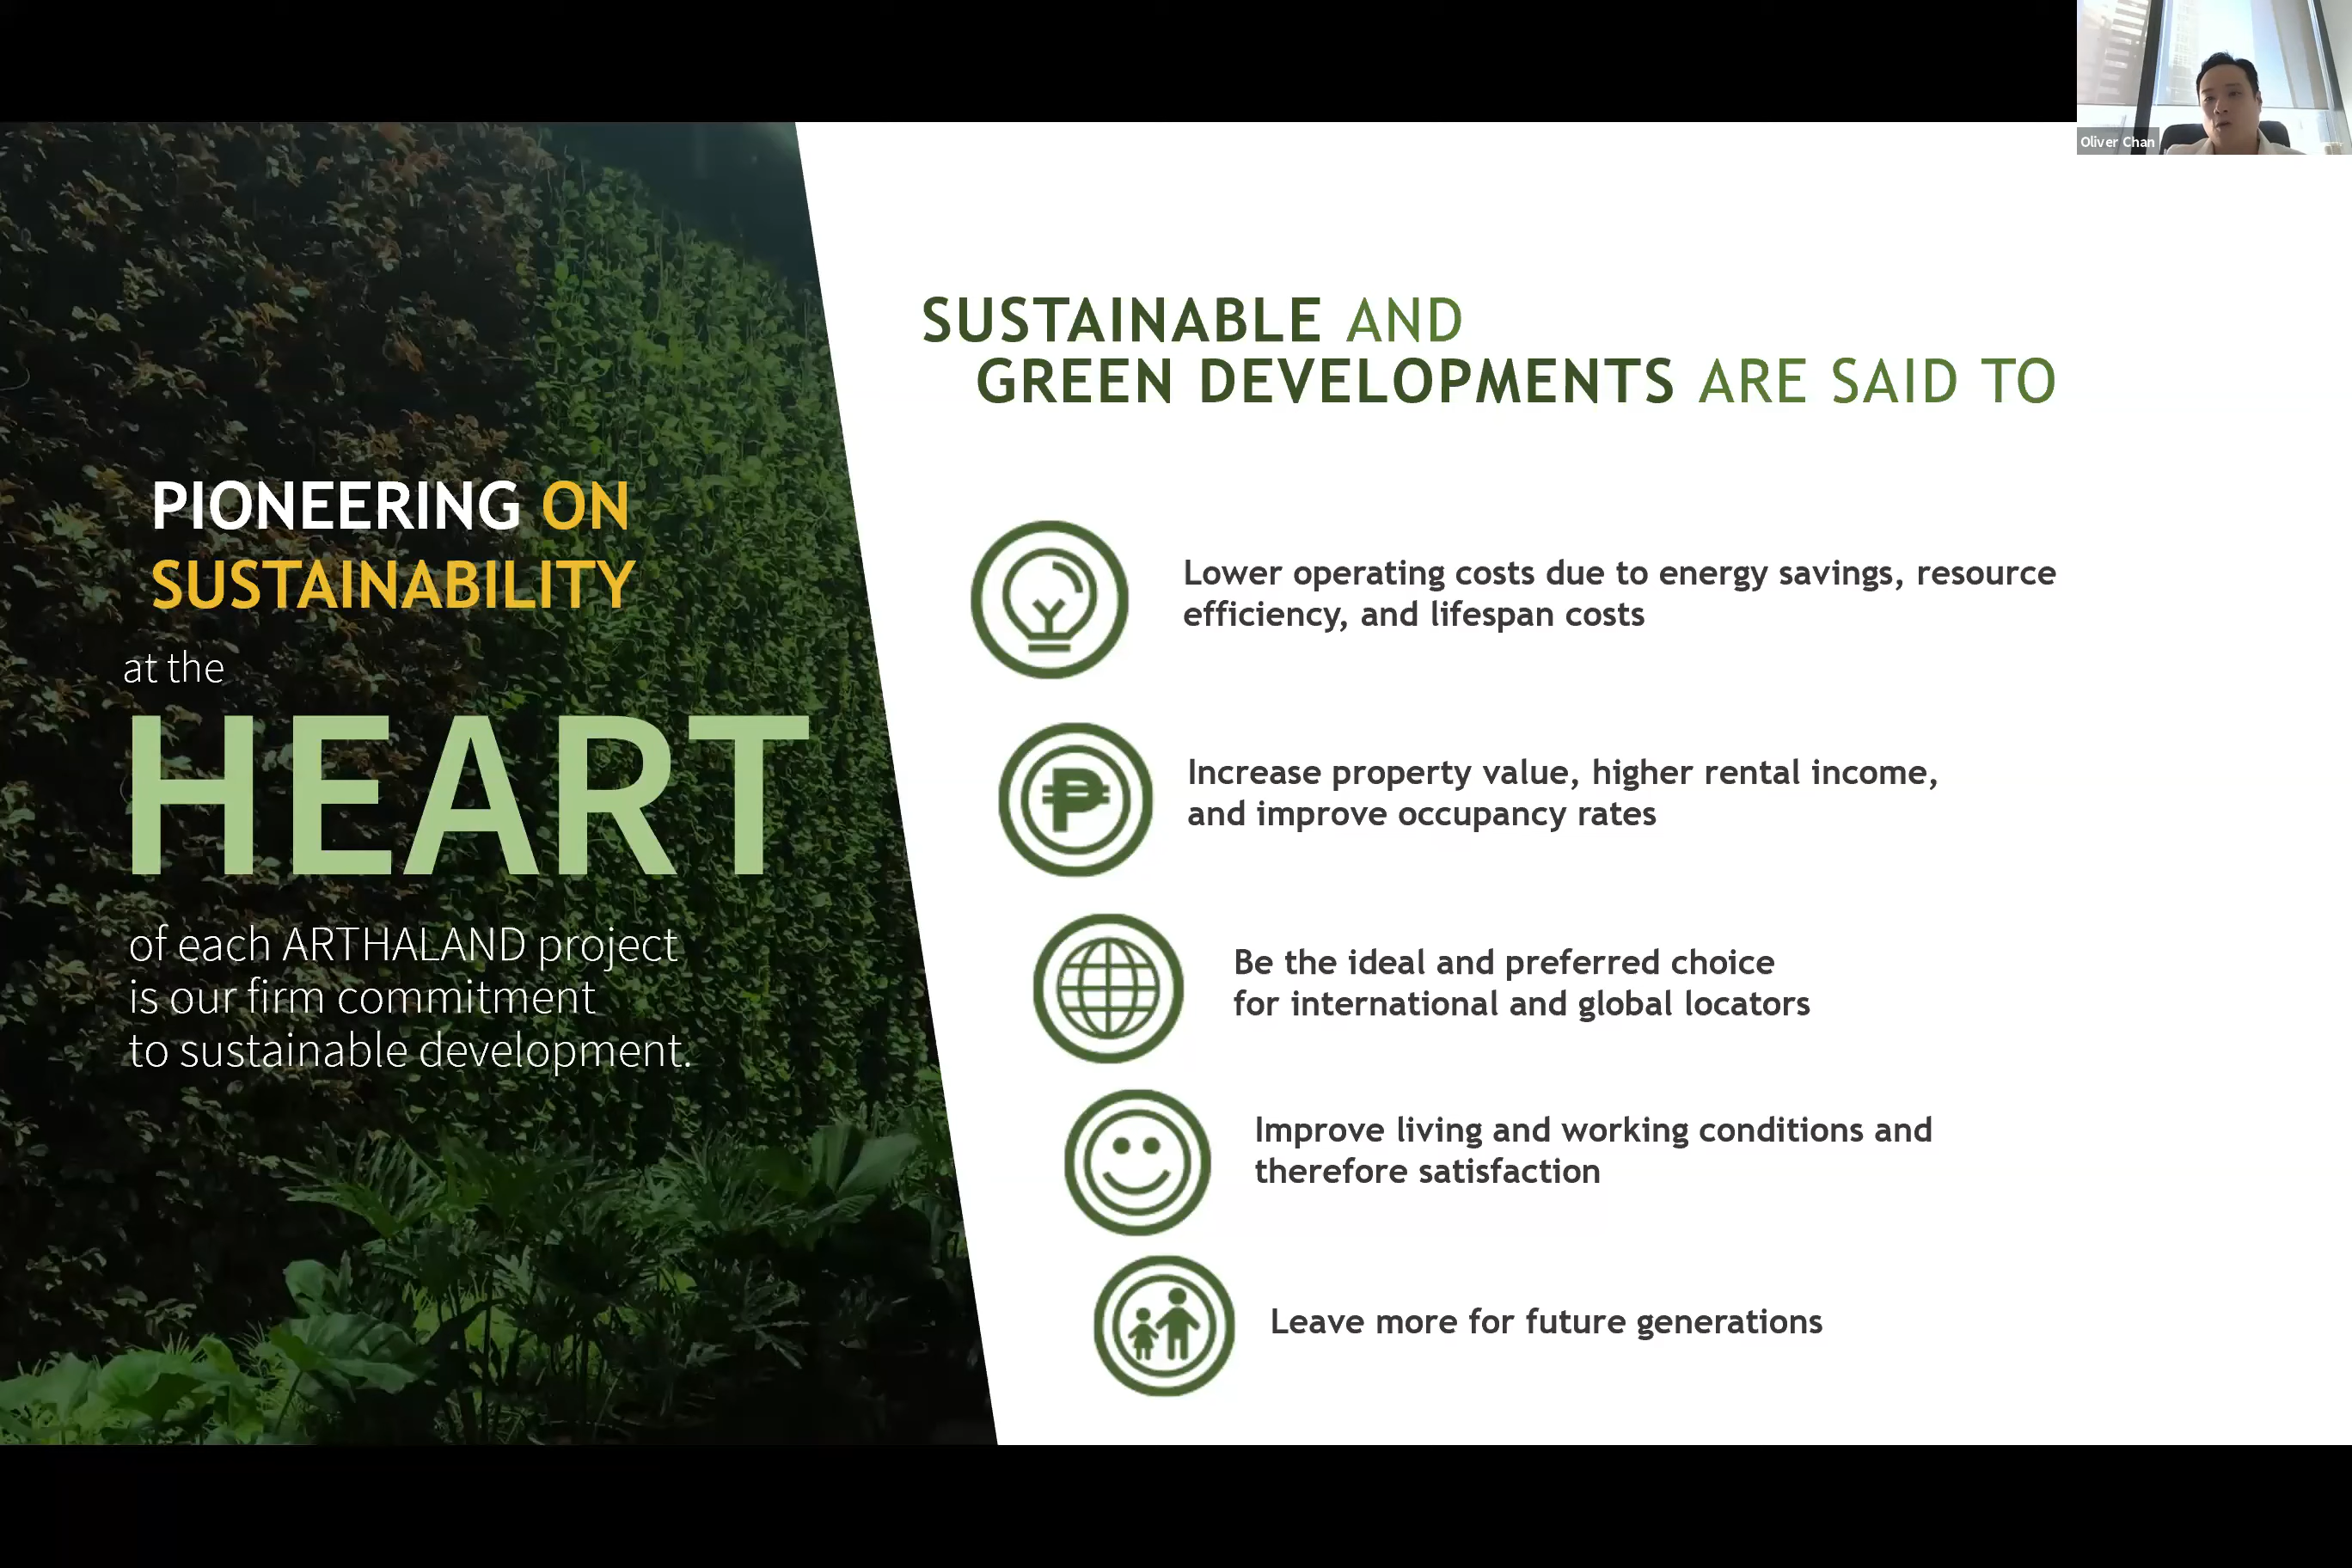 Oliver Chan
PIONEERING ON
SUSTAINABILITY
at the
HEART
of each ARTHALAND project
is our firm commitment
to sustainable development.
SUSTAINABLE AND
GREEN DEVELOPMENTS ARE SAID TO
Lower operating costs due to energy savings, resource
efficiency, and lifespan costs
Increase property value, higher rental income,
and improve occupancy rates
Be the ideal and preferred choice
for international and global locators
Improve living and working conditions and
therefore satisfaction
Leave more for future generations